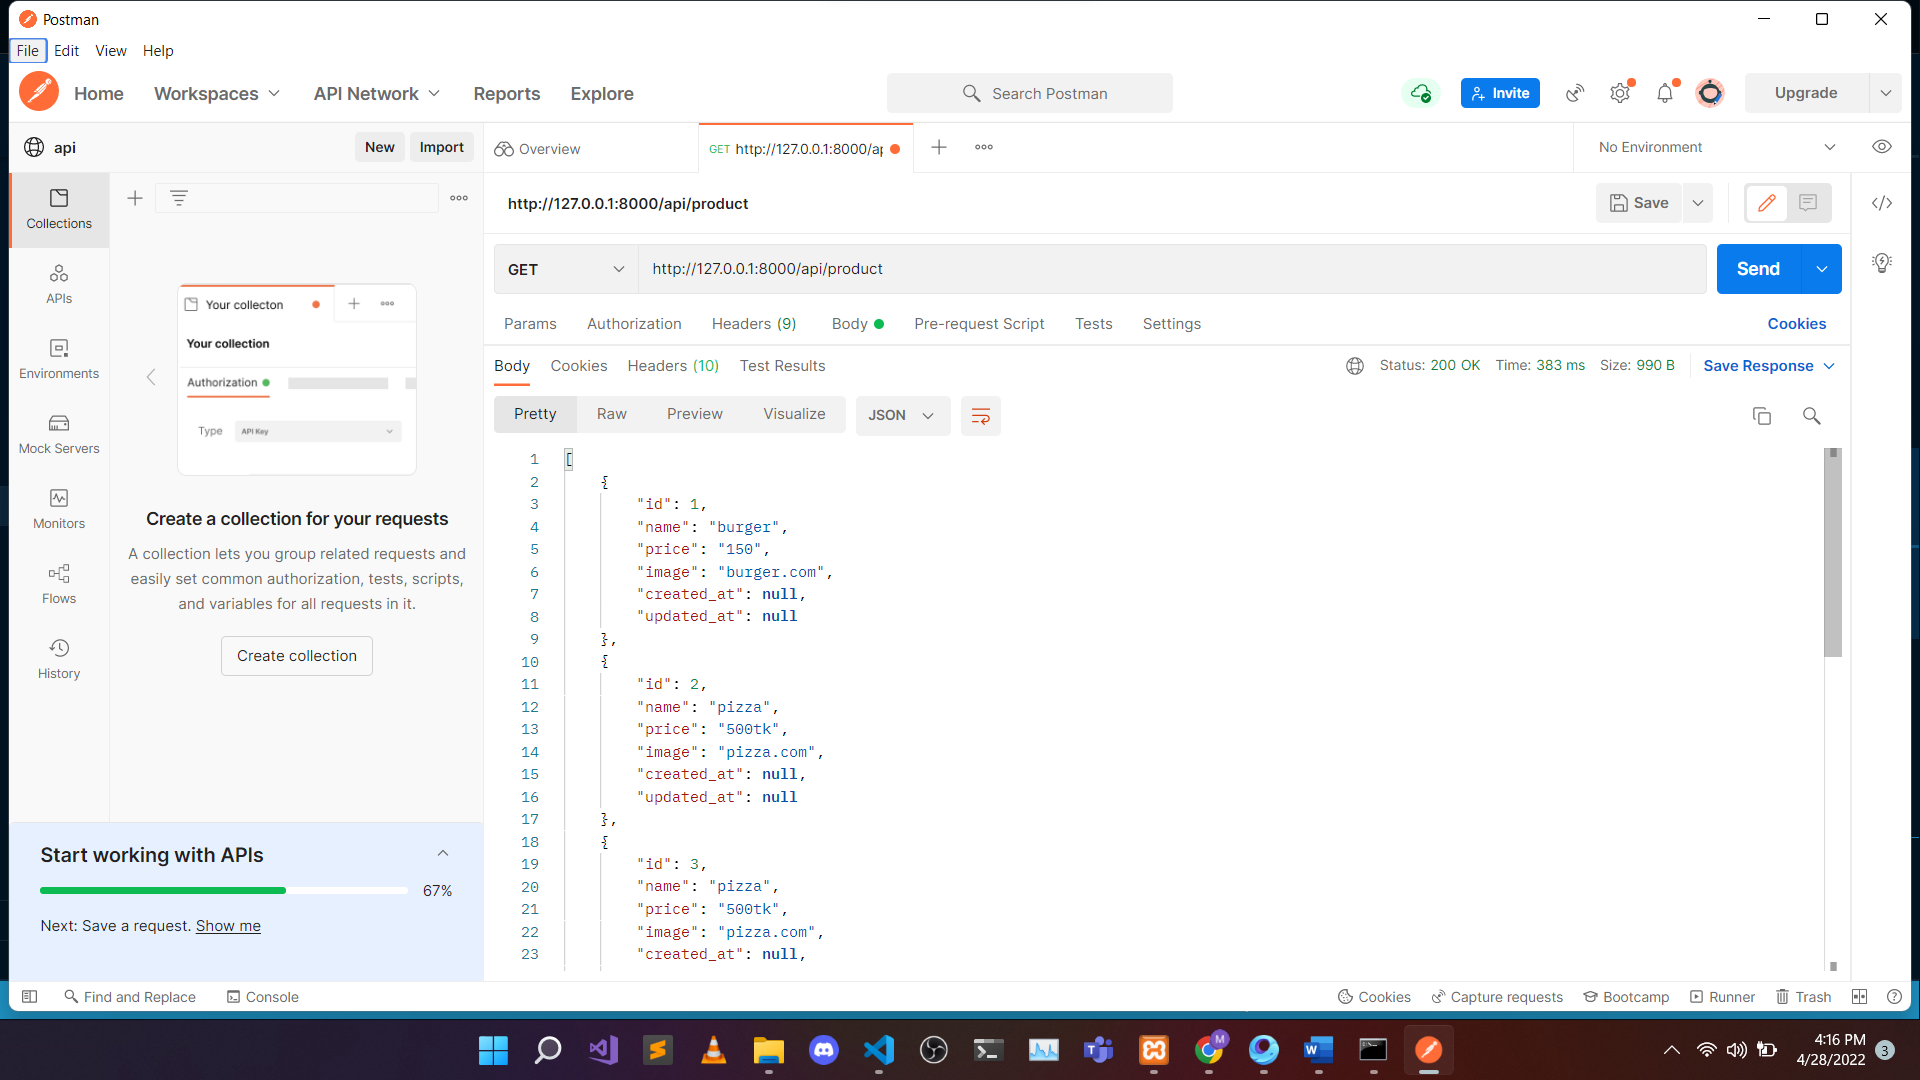 Postman
File Edit View Help
Home Workspaces API Network Reports Explore Search Postman Invite Upgrade
api New Import Overview GET http://127.0.0.1:8000/ap No Environment
Collections
APIs
Environments
Mock Servers
Monitors
Flows
History
Your collecton
Your collection
Authorization
Type API Key
Create a collection for your requests
A collection lets you group related requests and
easily set common authorization, tests, scripts,
and variables for all requests in it.
Create collection
Start working with APIs
67%
Next: Save a request. Show me
http://127.0.0.1:8000/api/product Save
GET http://127.0.0.1:8000/api/product Send
Params Authorization Headers (9) Body Pre-request Script Tests Settings Cookies
Body Cookies Headers (10) Test Results Status: 200 OK Time: 383 ms Size: 990 B Save Response
Pretty Raw Preview Visualize JSON
1 [
2 {
3 "id": 1,
4 "name": "burger",
5 "price": "150",
6 "image": "burger.com",
7 "created_at": null,
8 "updated_at": null
9 },
10 {
11 "id": 2,
12 "name": "pizza",
13 "price": "500tk",
14 "image": "pizza.com",
15 "created_at": null,
16 "updated_at": null
17 },
18 {
19 "id": 3,
20 "name": "pizza",
21 "price": "500tk",
22 "image": "pizza.com",
23 "created_at": null,
Find and Replace Console Cookies Capture requests Bootcamp Runner Trash
M
4:16 PM
4/28/2022 3